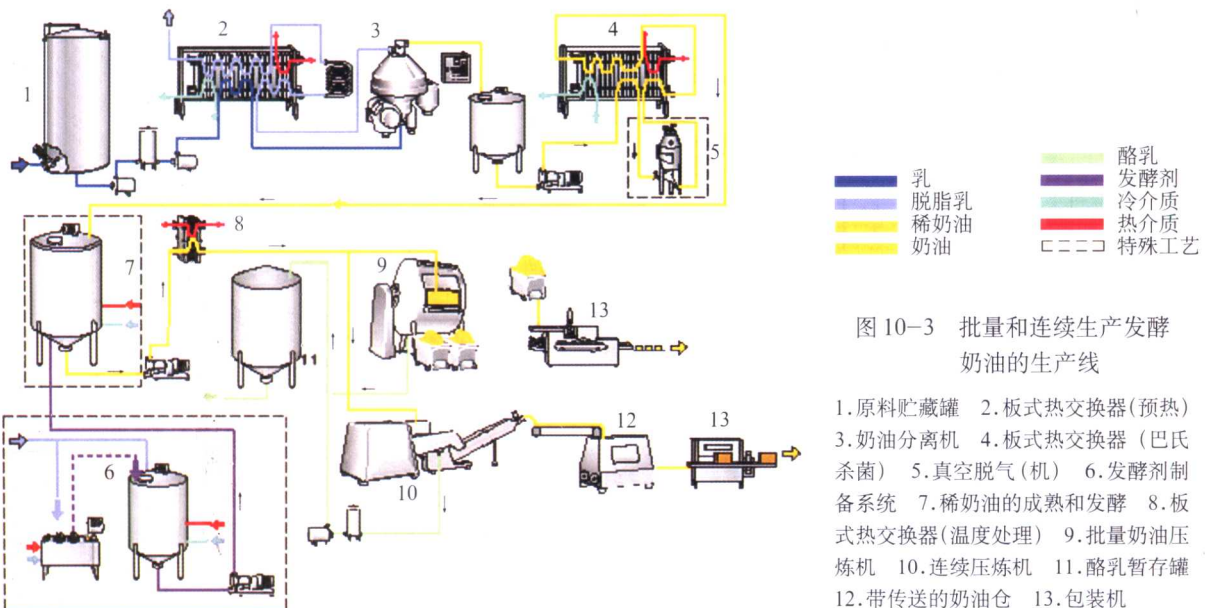 1
2
3
4
5
6
7
8
9
10
11
12
13
13
乳
脱脂乳
稀奶油
奶油
酪乳
发酵剂
冷介质
热介质
特殊工艺
图10-3 批量和连续生产发酵
奶油的生产线
1.原料贮藏罐 2.板式热交换器(预热)
3.奶油分离机 4.板式热交换器（巴氏
杀菌） 5.真空脱气(机) 6.发酵剂制
备系统 7.稀奶油的成熟和发酵 8.板
式热交换器(温度处理) 9.批量奶油压
炼机 10.连续压炼机 11.酪乳暂存罐
12.带传送的奶油仓 13.包装机